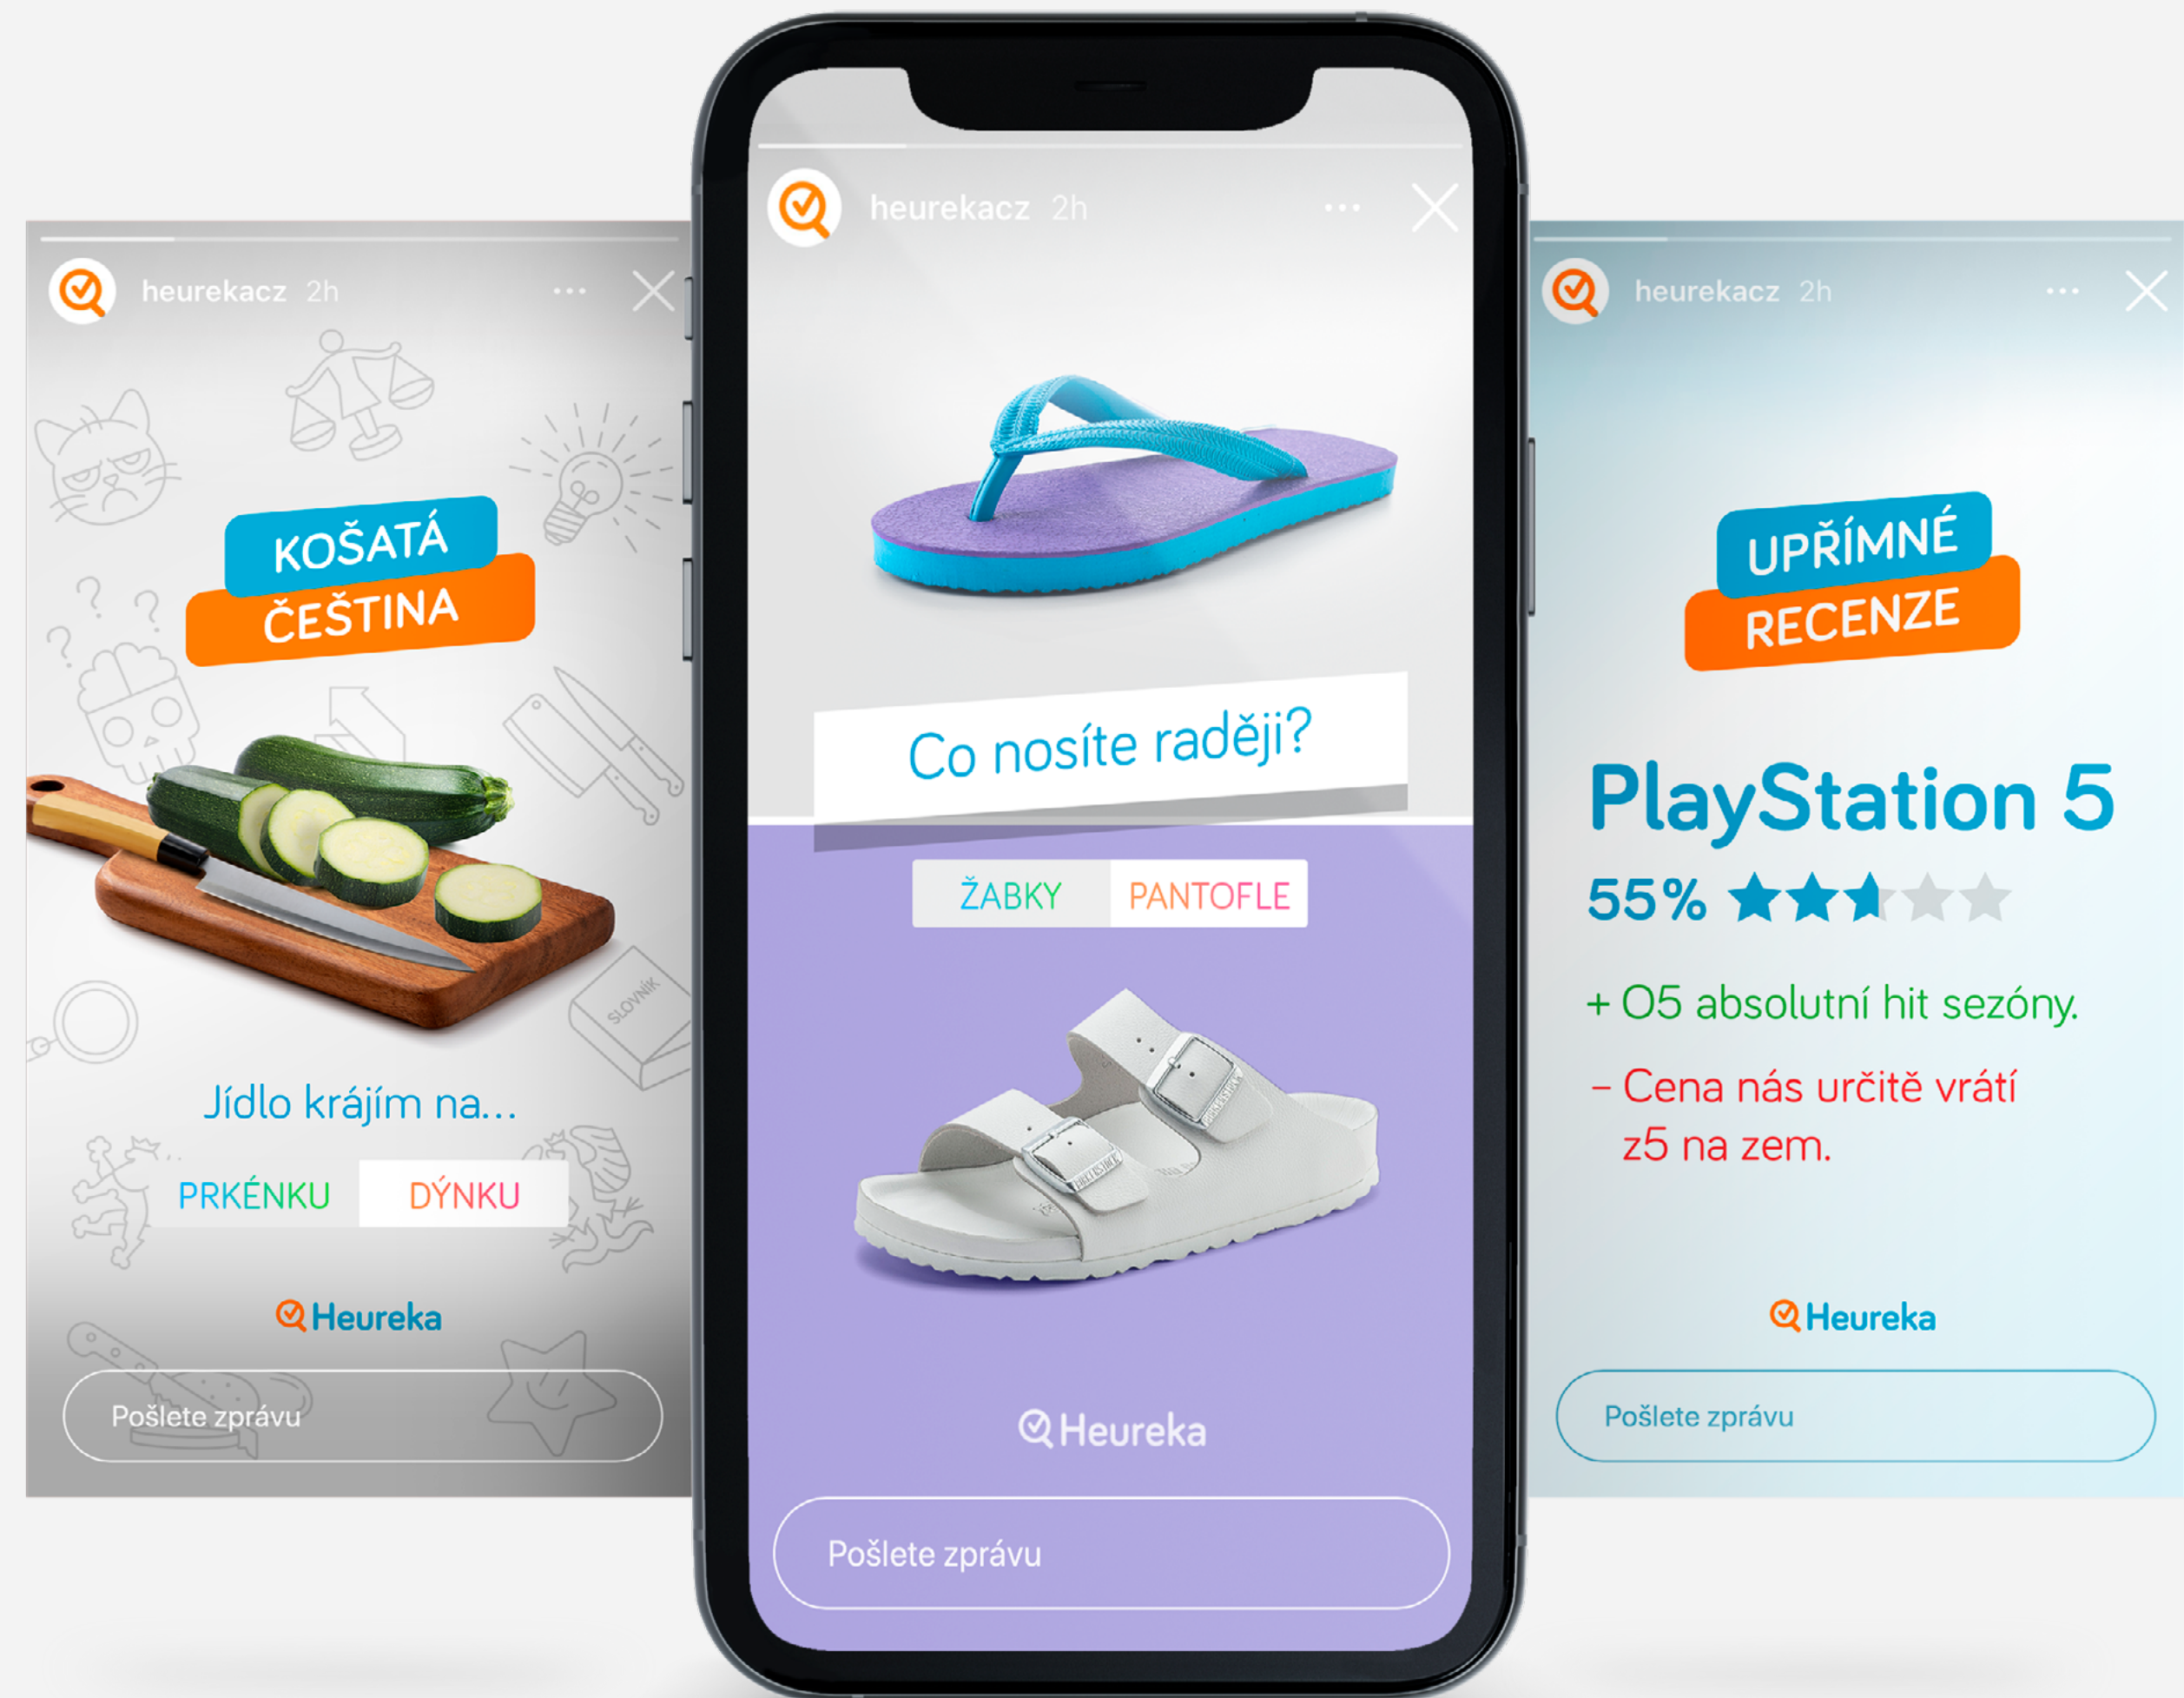 heurekacz 2h
KOŠATÁ
ČEŠTINA
SLOVNÍK
Jídlo krájím na...
PRKÉNKU DÝNKU
Heureka
Pošlete zprávu
heurekacz 2h
Co nosíte raději?
ŽABKY PANTOFLE
Heureka
Pošlete zprávu
heurekacz 2h
UPŘÍMNÉ
RECENZE
PlayStation 5
55%
+ O5 absolutní hit sezóny.
– Cena nás určitě vrátí
z5 na zem.
Heureka
Pošlete zprávu